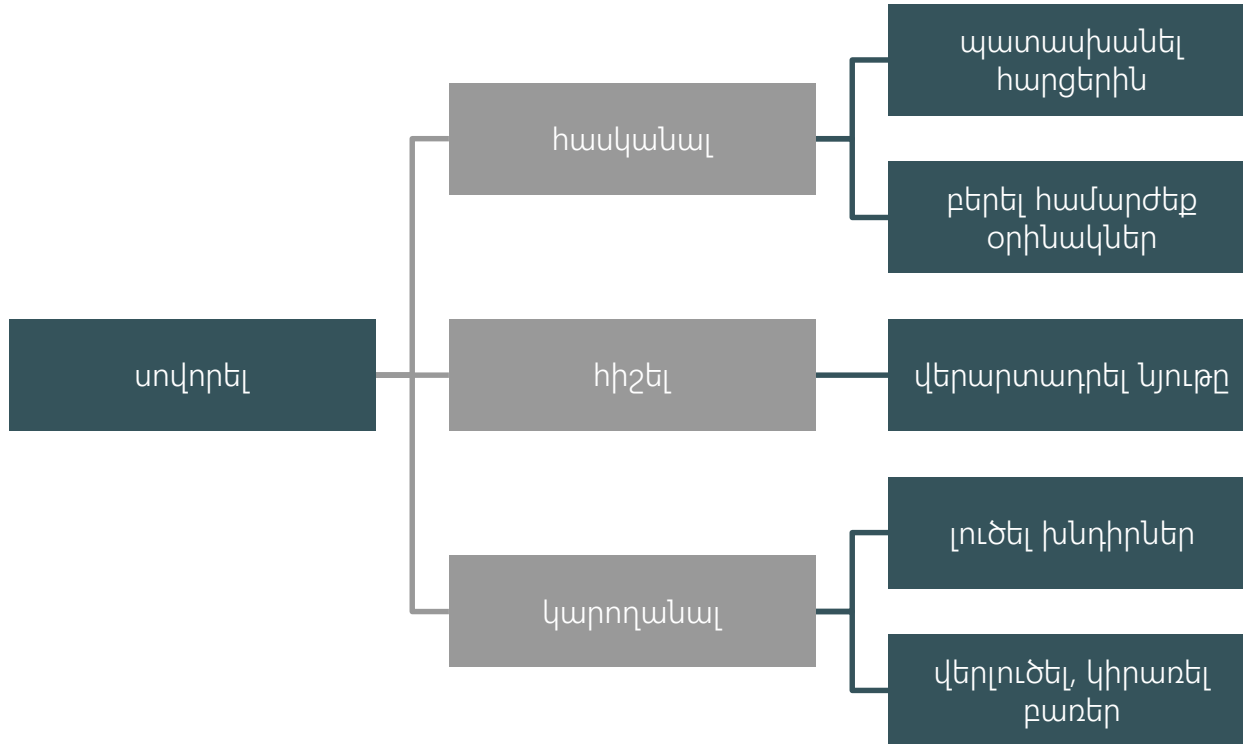 պատասխանել
հարցերին
հասկանալ
բերել համարժեք
օրինակներ
սովորել
հիշել
վերարտադրել նյութը
լուծել խնդիրներ
կարողանալ
վերլուծել, կիրառել
բառեր